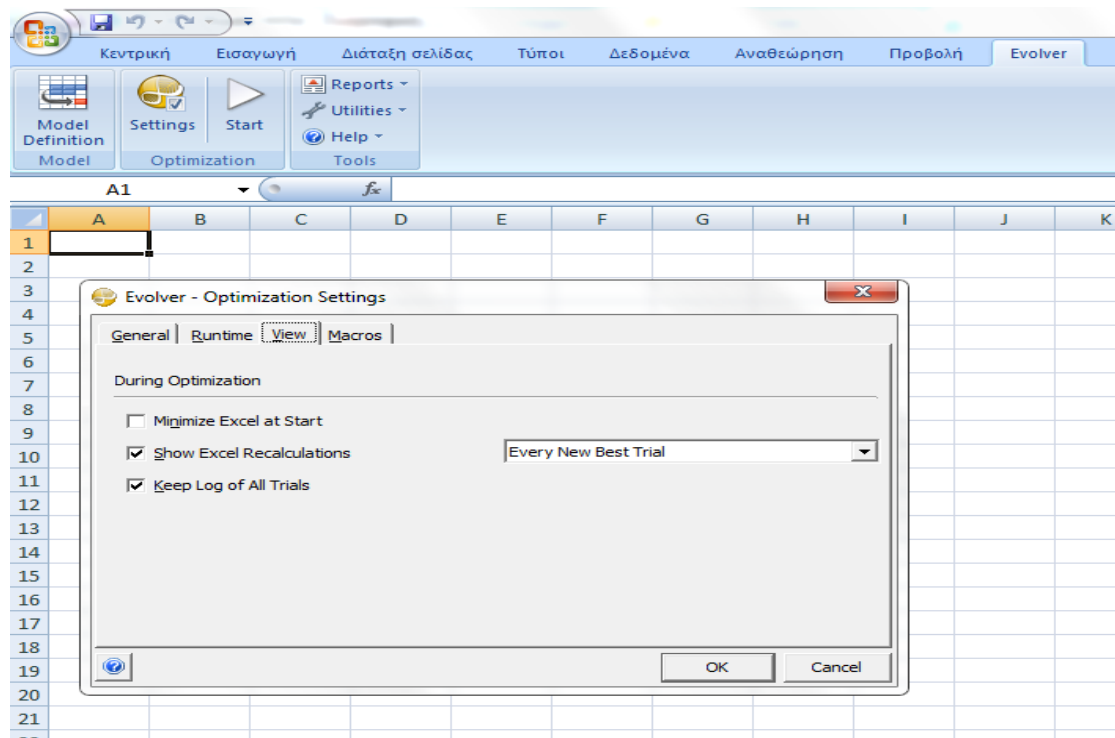 Κεντρική Εισαγωγή Διάταξη σελίδας Τύποι Δεδομένα Αναθεώρηση Προβολή Evolver
Model Definition Settings Start Reports
Utilities
Help
Model Optimization Tools
A1 fx
A B C D E F G H I J K
1
2
3
4
5
6
7
8
9
10
11
12
13
14
15
16
17
18
19
20
21
Evolver - Optimization Settings
General Runtime View Macros
During Optimization
Minimize Excel at Start
Show Excel Recalculations Every New Best Trial
Keep Log of All Trials
OK Cancel